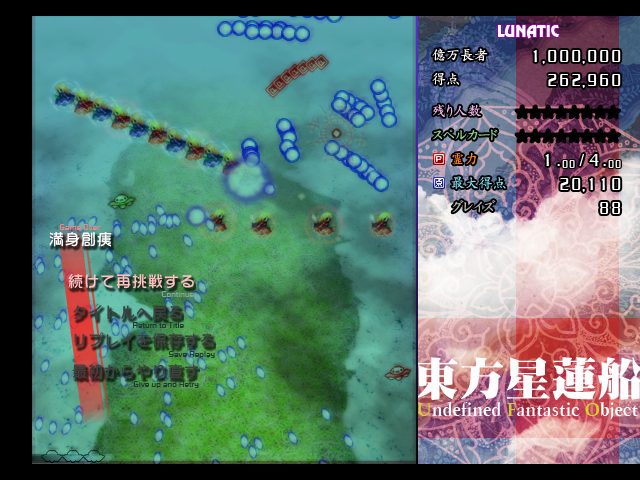 LUNATIC
億万長者 1,000,000
得点 262,960
残り人数
スペルカード
P 霊力 1.00/4.00
点 最大得点 20,110
グレイズ 88
Game Over
満身創痍
続けて再挑戦する
Continue
タイトルへ戻る
Return to Title
リプレイを保存する
Save Replay
最初からやり直す
Give up and Retry
東方星蓮船
Undefined Fantastic Object